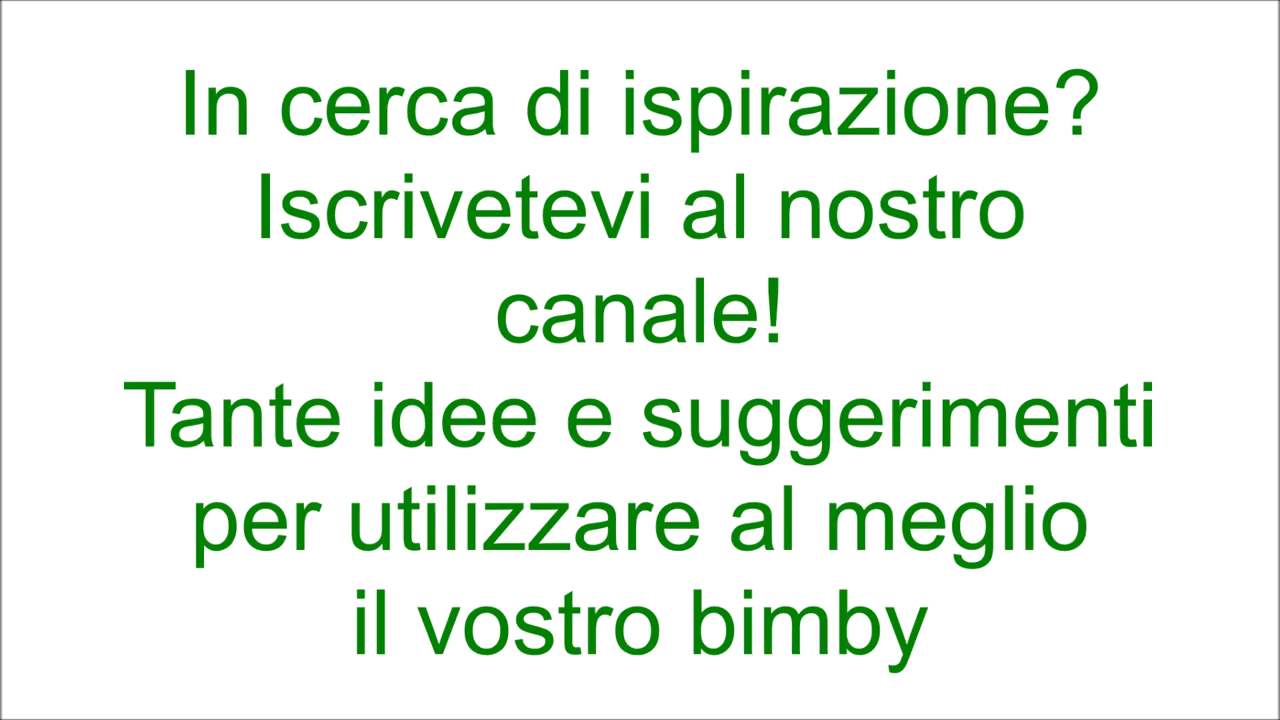 In cerca di ispirazione?
Iscrivetevi al nostro
canale!
Tante idee e suggerimenti
per utilizzare al meglio
il vostro bimby